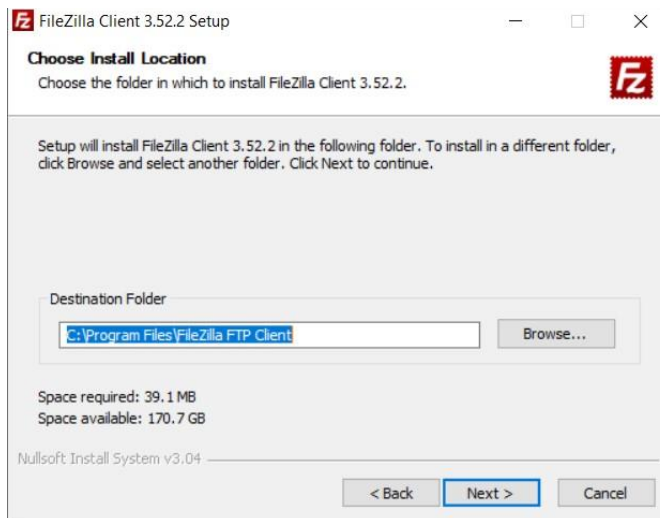 FileZilla Client 3.52.2 Setup
Choose Install Location
Choose the folder in which to install FileZilla Client 3.52.2.
Fz
Setup will install FileZilla Client 3.52.2 in the following folder. To install in a different folder,
click Browse and select another folder. Click Next to continue.
Destination Folder
C:\Program Files\FileZilla FTP Client
Browse...
Space required: 39.1 MB
Space available: 170.7 GB
Nullsoft Install System v3.04
< Back
Next >
Cancel